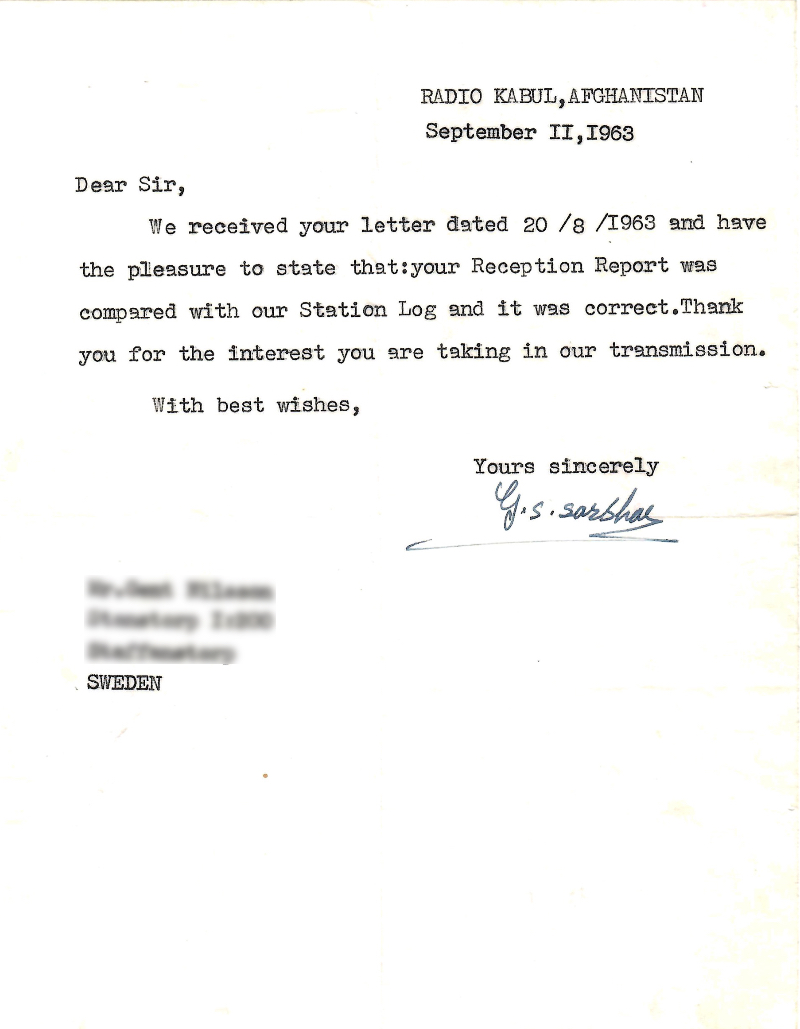 RADIO KABUL,AFGHANISTAN
September II,I963
Dear Sir,
We received your letter dated 20 /8 /I963 and have
the pleasure to state that:your Reception Report was
compared with our Station Log and it was correct.Thank
you for the interest you are taking in our transmission.
With best wishes,
Yours sincerely
G.S.
SWEDEN